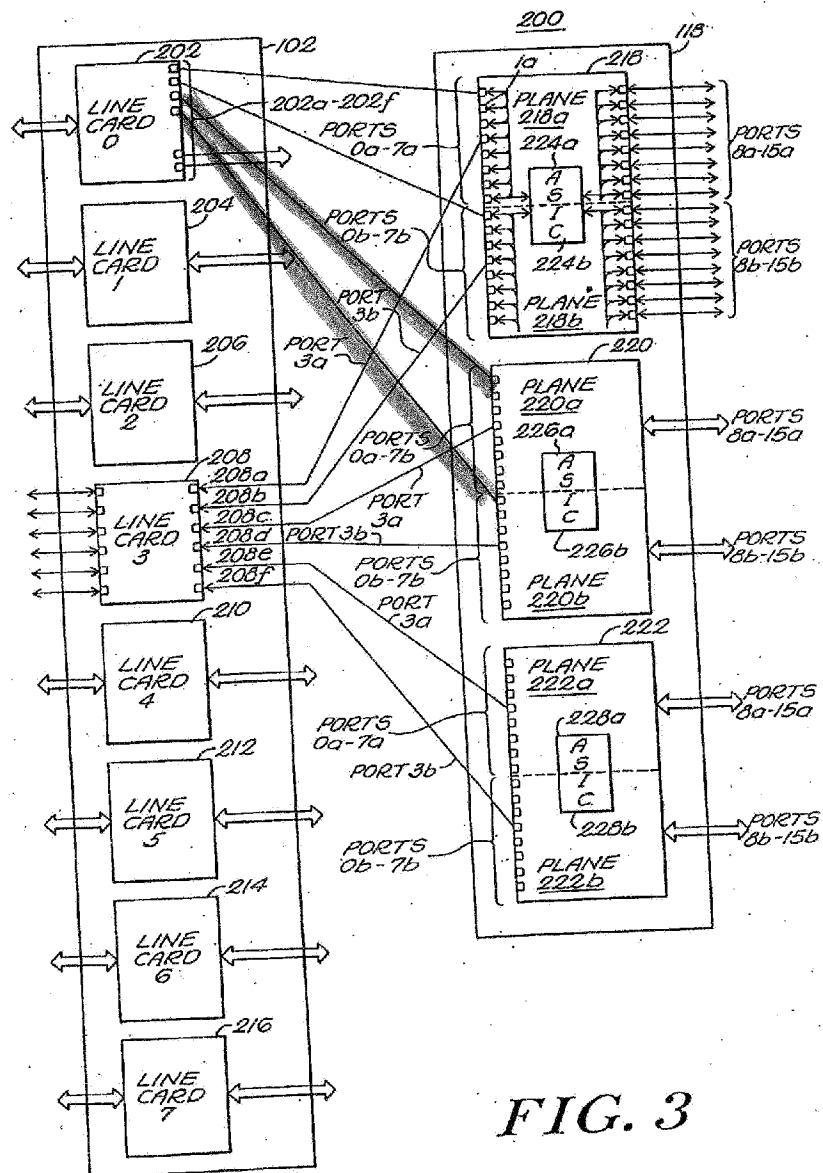 200
102
202
LINE
CARD
0
202a-202f
204
LINE
CARD
1
206
LINE
CARD
2
208
LINE
CARD
3
208a
208b
208c
208d
208e
208f
210
LINE
CARD
4
212
LINE
CARD
5
214
LINE
CARD
6
216
LINE
CARD
7
118
218
1a
PLANE
218a
224a
A
S
I
C
224b
PLANE
218b
PORTS
0a-7a
PORTS
0b-7b
PORTS
8a-15a
PORTS
8b-15b
PORT
3b
PORT
3a
220
PLANE
220a
226a
A
S
I
C
226b
PLANE
220b
PORTS
0a-7b
PORT
3a
PORT3b
PORTS
0b-7b
PORTS
8a-15a
PORTS
8b-15b
222
PLANE
222a
228a
A
S
I
C
228b
PLANE
222b
PORT
3a
PORTS
0a-7a
PORT3b
PORTS
0b-7b
PORTS
8a-15a
PORTS
8b-15b
FIG. 3